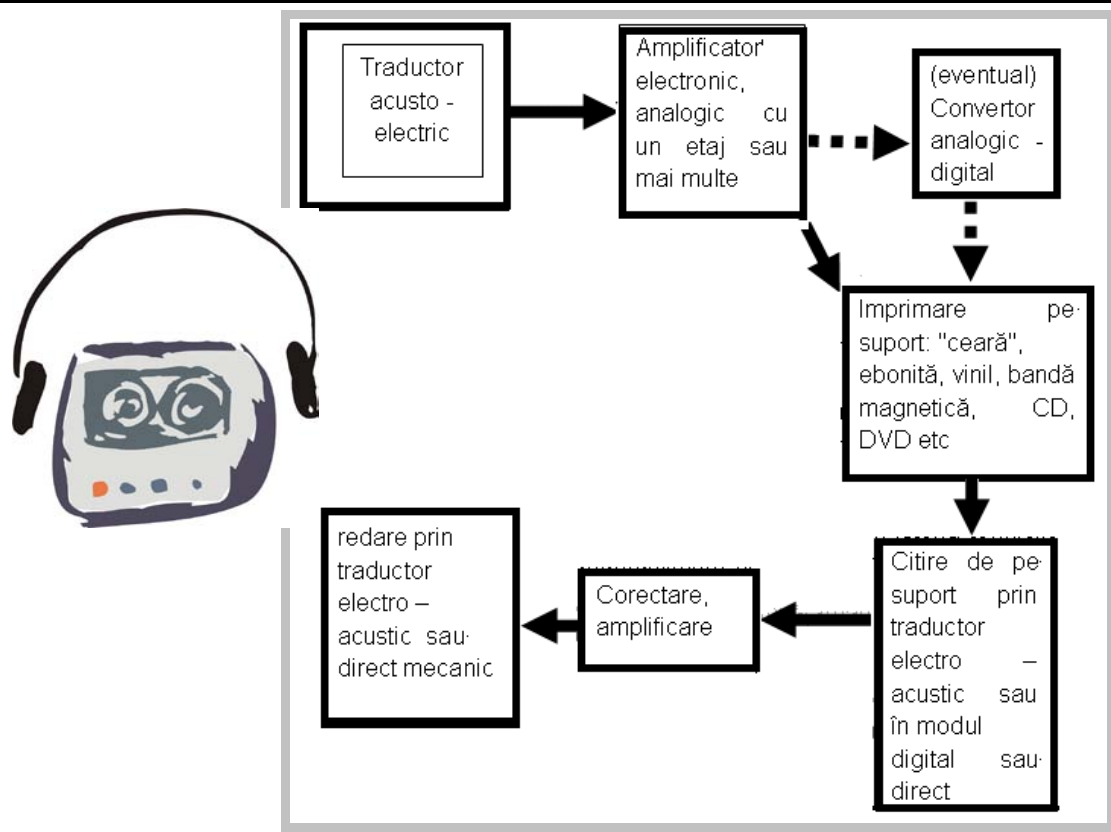 Traductor
acusto -
electric
Amplificator
electronic,
analogic cu
un etaj sau
mai multe
(eventual)
Convertor
analogic -
digital
Imprimare pe
suport: "ceară",
ebonită, vinil, bandă
magnetică, CD,
DVD etc
Citire de pe
suport prin
traductor
electro –
acustic sau
în modul
digital sau
direct
Corectare,
amplificare
redare prin
traductor
electro –
acustic sau
direct mecanic